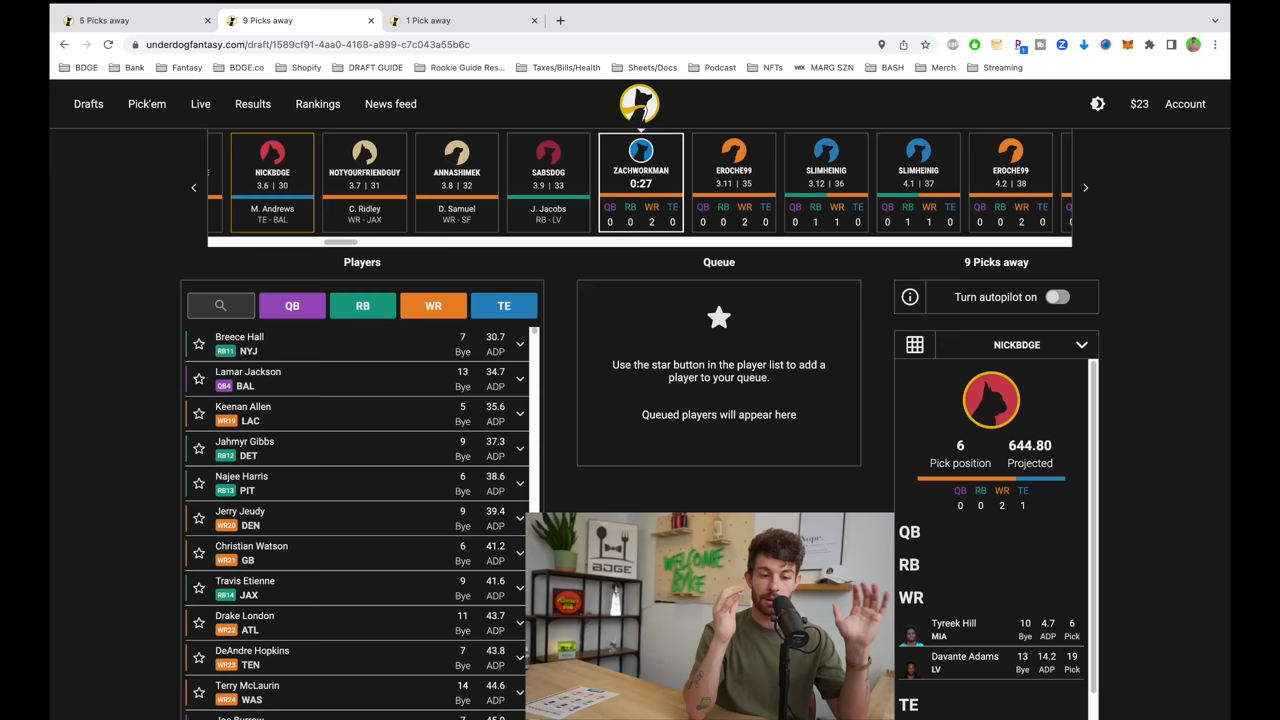 5 Picks away
9 Picks away
1 Pick away
underdogfantasy.com/draft/1589cf91-4aa0-4168-a899-c7c043a55b6c
BDGE Bank Fantasy BDGE.co Shopify DRAFT GUIDE Rookie Guide Res... Taxes/Bills/Health Sheets/Docs Podcast NFTs WIX MARG SZN BASH Merch Streaming
Drafts Pick'em Live Results Rankings News feed $23 Account
NICKBDGE
3.6 | 30
M. Andrews
TE - BAL
NOTYOURFRIENDGUY
3.7 | 31
C. Ridley
WR - JAX
ANNASHIMEK
3.8 | 32
D. Samuel
WR - SF
SABSDOG
3.9 | 33
J. Jacobs
RB - LV
ZACHWORKMAN
0:27
QB RB WR TE
0 0 2 0
EROCHE99
3.11 | 35
QB RB WR TE
0 0 2 0
SLIMHEINIG
3.12 | 36
QB RB WR TE
0 1 1 0
SLIMHEINIG
4.1 | 37
QB RB WR TE
0 1 1 0
EROCHE99
4.2 | 38
QB RB WR TE
0 0 2 0
Players
QB RB WR TE
Breece Hall 7 30.7
RB11 NYJ Bye ADP
Lamar Jackson 13 34.7
QB4 BAL Bye ADP
Keenan Allen 5 35.6
WR19 LAC Bye ADP
Jahmyr Gibbs 9 37.3
RB12 DET Bye ADP
Najee Harris 6 38.6
RB13 PIT Bye ADP
Jerry Jeudy 9 39.4
WR20 DEN Bye ADP
Christian Watson 6 41.2
WR21 GB Bye ADP
Travis Etienne 9 41.6
RB14 JAX Bye ADP
Drake London 11 43.7
WR22 ATL Bye ADP
DeAndre Hopkins 7 43.8
WR23 TEN Bye ADP
Terry McLaurin 14 44.6
WR24 WAS Bye ADP
Queue
Use the star button in the player list to add a
player to your queue.
Queued players will appear here
9 Picks away
Turn autopilot on
NICKBDGE
6 644.80
Pick position Projected
QB RB WR TE
0 0 2 1
QB
RB
WR
Tyreek Hill 10 4.7 6
MIA Bye ADP Pick
Davante Adams 13 14.2 19
LV Bye ADP Pick
TE
BDGE
WELCOME
BYKE